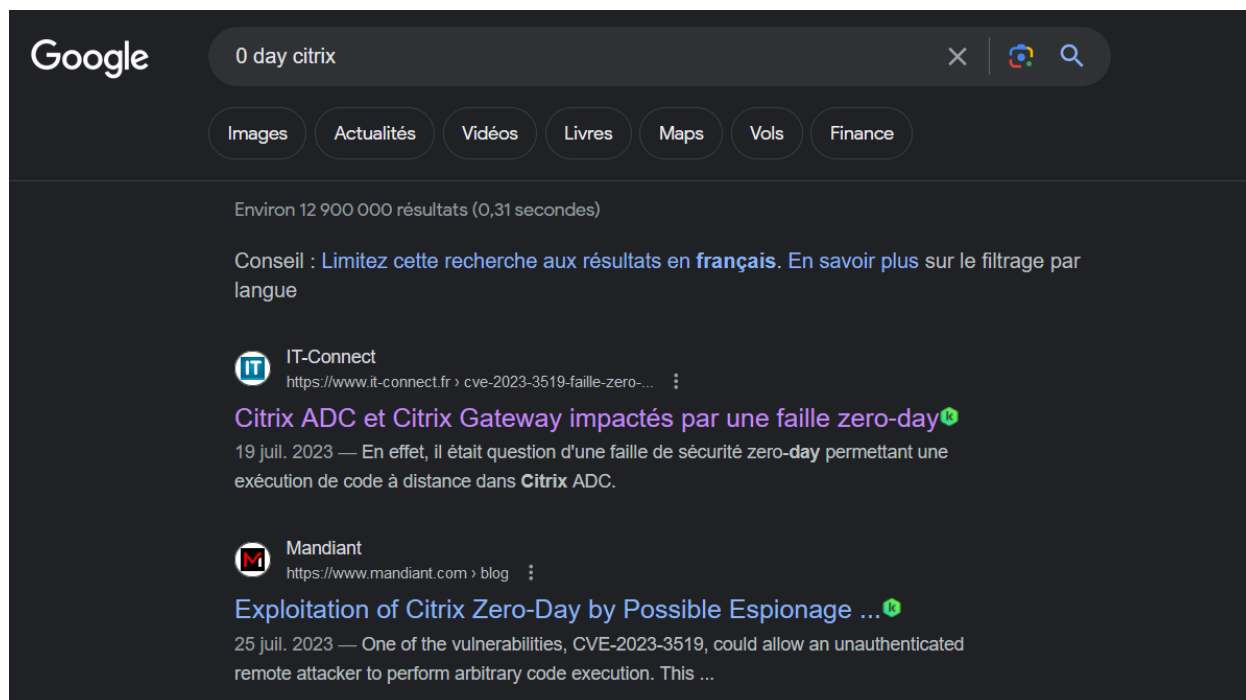 Google
0 day citrix
Images Actualités Vidéos Livres Maps Vols Finance
Environ 12 900 000 résultats (0,31 secondes)
Conseil : Limitez cette recherche aux résultats en français. En savoir plus sur le filtrage par
langue
IT
IT-Connect
https://www.it-connect.fr › cve-2023-3519-faille-zero-...
Citrix ADC et Citrix Gateway impactés par une faille zero-day
19 juil. 2023 — En effet, il était question d'une faille de sécurité zero-day permettant une
exécution de code à distance dans Citrix ADC.
M
Mandiant
https://www.mandiant.com › blog
Exploitation of Citrix Zero-Day by Possible Espionage ...
25 juil. 2023 — One of the vulnerabilities, CVE-2023-3519, could allow an unauthenticated
remote attacker to perform arbitrary code execution. This ...